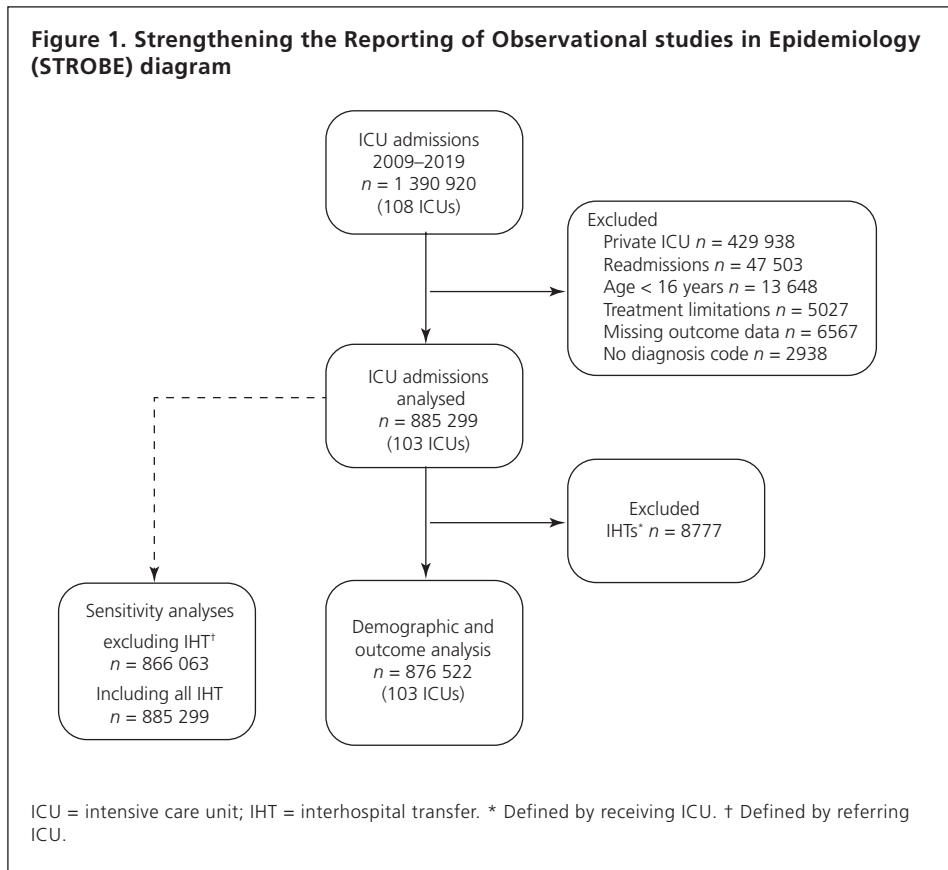 Figure 1. Strengthening the Reporting of Observational studies in Epidemiology
(STROBE) diagram
ICU admissions
2009–2019
n = 1 390 920
(108 ICUs)
Excluded
Private ICU n = 429 938
Readmissions n = 47 503
Age < 16 years n = 13 648
Treatment limitations n = 5027
Missing outcome data n = 6567
No diagnosis code n = 2938
ICU admissions
analysed
n = 885 299
(103 ICUs)
Excluded
IHTs* n = 8777
Sensitivity analyses
excluding IHT†
n = 866 063
Including all IHT
n = 885 299
Demographic and
outcome analysis
n = 876 522
(103 ICUs)
ICU = intensive care unit; IHT = interhospital transfer. * Defined by receiving ICU. † Defined by referring
ICU.